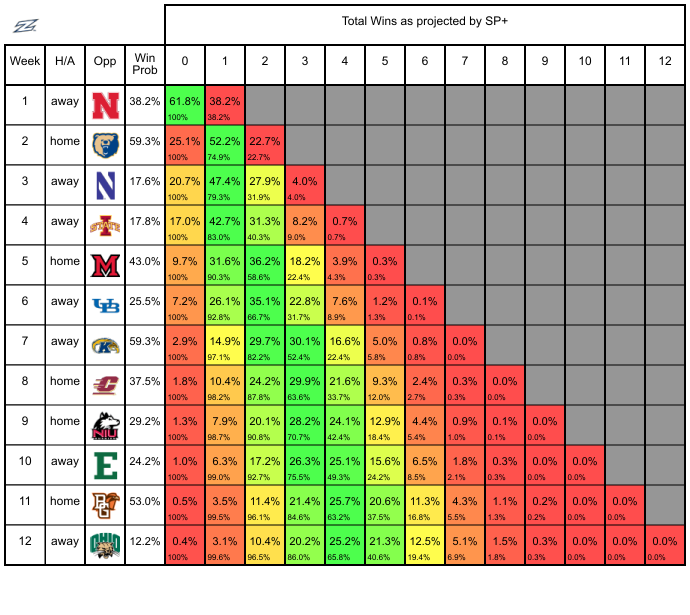 Total Wins as projected by SP+
Week H/A Opp Win Prob 0 1 2 3 4 5 6 7 8 9 10 11 12
1 away N 38.2% 61.8% 38.2%
100% 38.2%
2 home 59.3% 25.1% 52.2% 22.7%
100% 74.9% 22.7%
3 away N 17.6% 20.7% 47.4% 27.9% 4.0%
100% 79.3% 31.9% 4.0%
4 away STATE 17.8% 17.0% 42.7% 31.3% 8.2% 0.7%
100% 83.0% 40.3% 9.0% 0.7%
5 home M 43.0% 9.7% 31.6% 36.2% 18.2% 3.9% 0.3%
100% 90.3% 58.6% 22.4% 4.3% 0.3%
6 away UB 25.5% 7.2% 26.1% 35.1% 22.8% 7.6% 1.2% 0.1%
100% 92.8% 66.7% 31.7% 8.9% 1.3% 0.1%
7 away K 59.3% 2.9% 14.9% 29.7% 30.1% 16.6% 5.0% 0.8% 0.0%
100% 97.1% 82.2% 52.4% 22.4% 5.8% 0.8% 0.0%
8 home C 37.5% 1.8% 10.4% 24.2% 29.9% 21.6% 9.3% 2.4% 0.3% 0.0%
100% 98.2% 87.8% 63.6% 33.7% 12.0% 2.7% 0.3% 0.0%
9 home NIU 29.2% 1.3% 7.9% 20.1% 28.2% 24.1% 12.9% 4.4% 0.9% 0.1% 0.0%
100% 98.7% 90.8% 70.7% 42.4% 18.4% 5.4% 1.0% 0.1% 0.0%
10 away E 24.2% 1.0% 6.3% 17.2% 26.3% 25.1% 15.6% 6.5% 1.8% 0.3% 0.0% 0.0%
100% 99.0% 92.7% 75.5% 49.3% 24.2% 8.5% 2.1% 0.3% 0.0% 0.0%
11 home BG 53.0% 0.5% 3.5% 11.4% 21.4% 25.7% 20.6% 11.3% 4.3% 1.1% 0.2% 0.0% 0.0%
100% 99.5% 96.1% 84.6% 63.2% 37.5% 16.8% 5.5% 1.3% 0.2% 0.0% 0.0%
12 away OHIO 12.2% 0.4% 3.1% 10.4% 20.2% 25.2% 21.3% 12.5% 5.1% 1.5% 0.3% 0.0% 0.0% 0.0%
100% 99.6% 96.5% 86.0% 65.8% 40.6% 19.4% 6.9% 1.8% 0.3% 0.0% 0.0% 0.0%